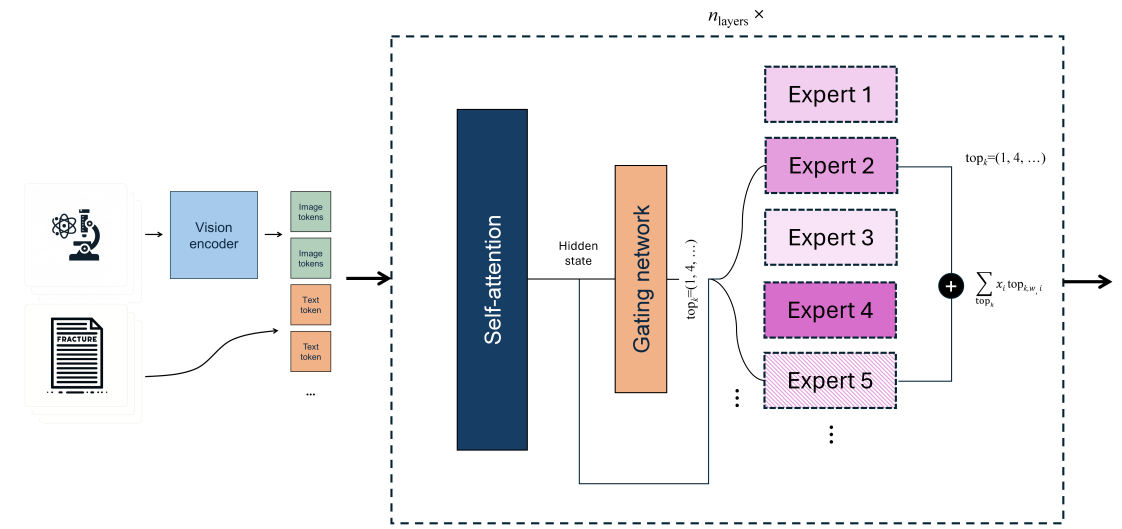 n_layers ×
Expert 1
Expert 2
top_k=(1, 4, …)
Expert 3
Expert 4
Expert 5
Vision
encoder
Image
tokens
Image
tokens
Text
token
Text
token
...
FRACTURE
Self-attention
Hidden
state
Gating network
top_k=(1, 4, …)
+
∑ x_i top_k,w_i i
top_k